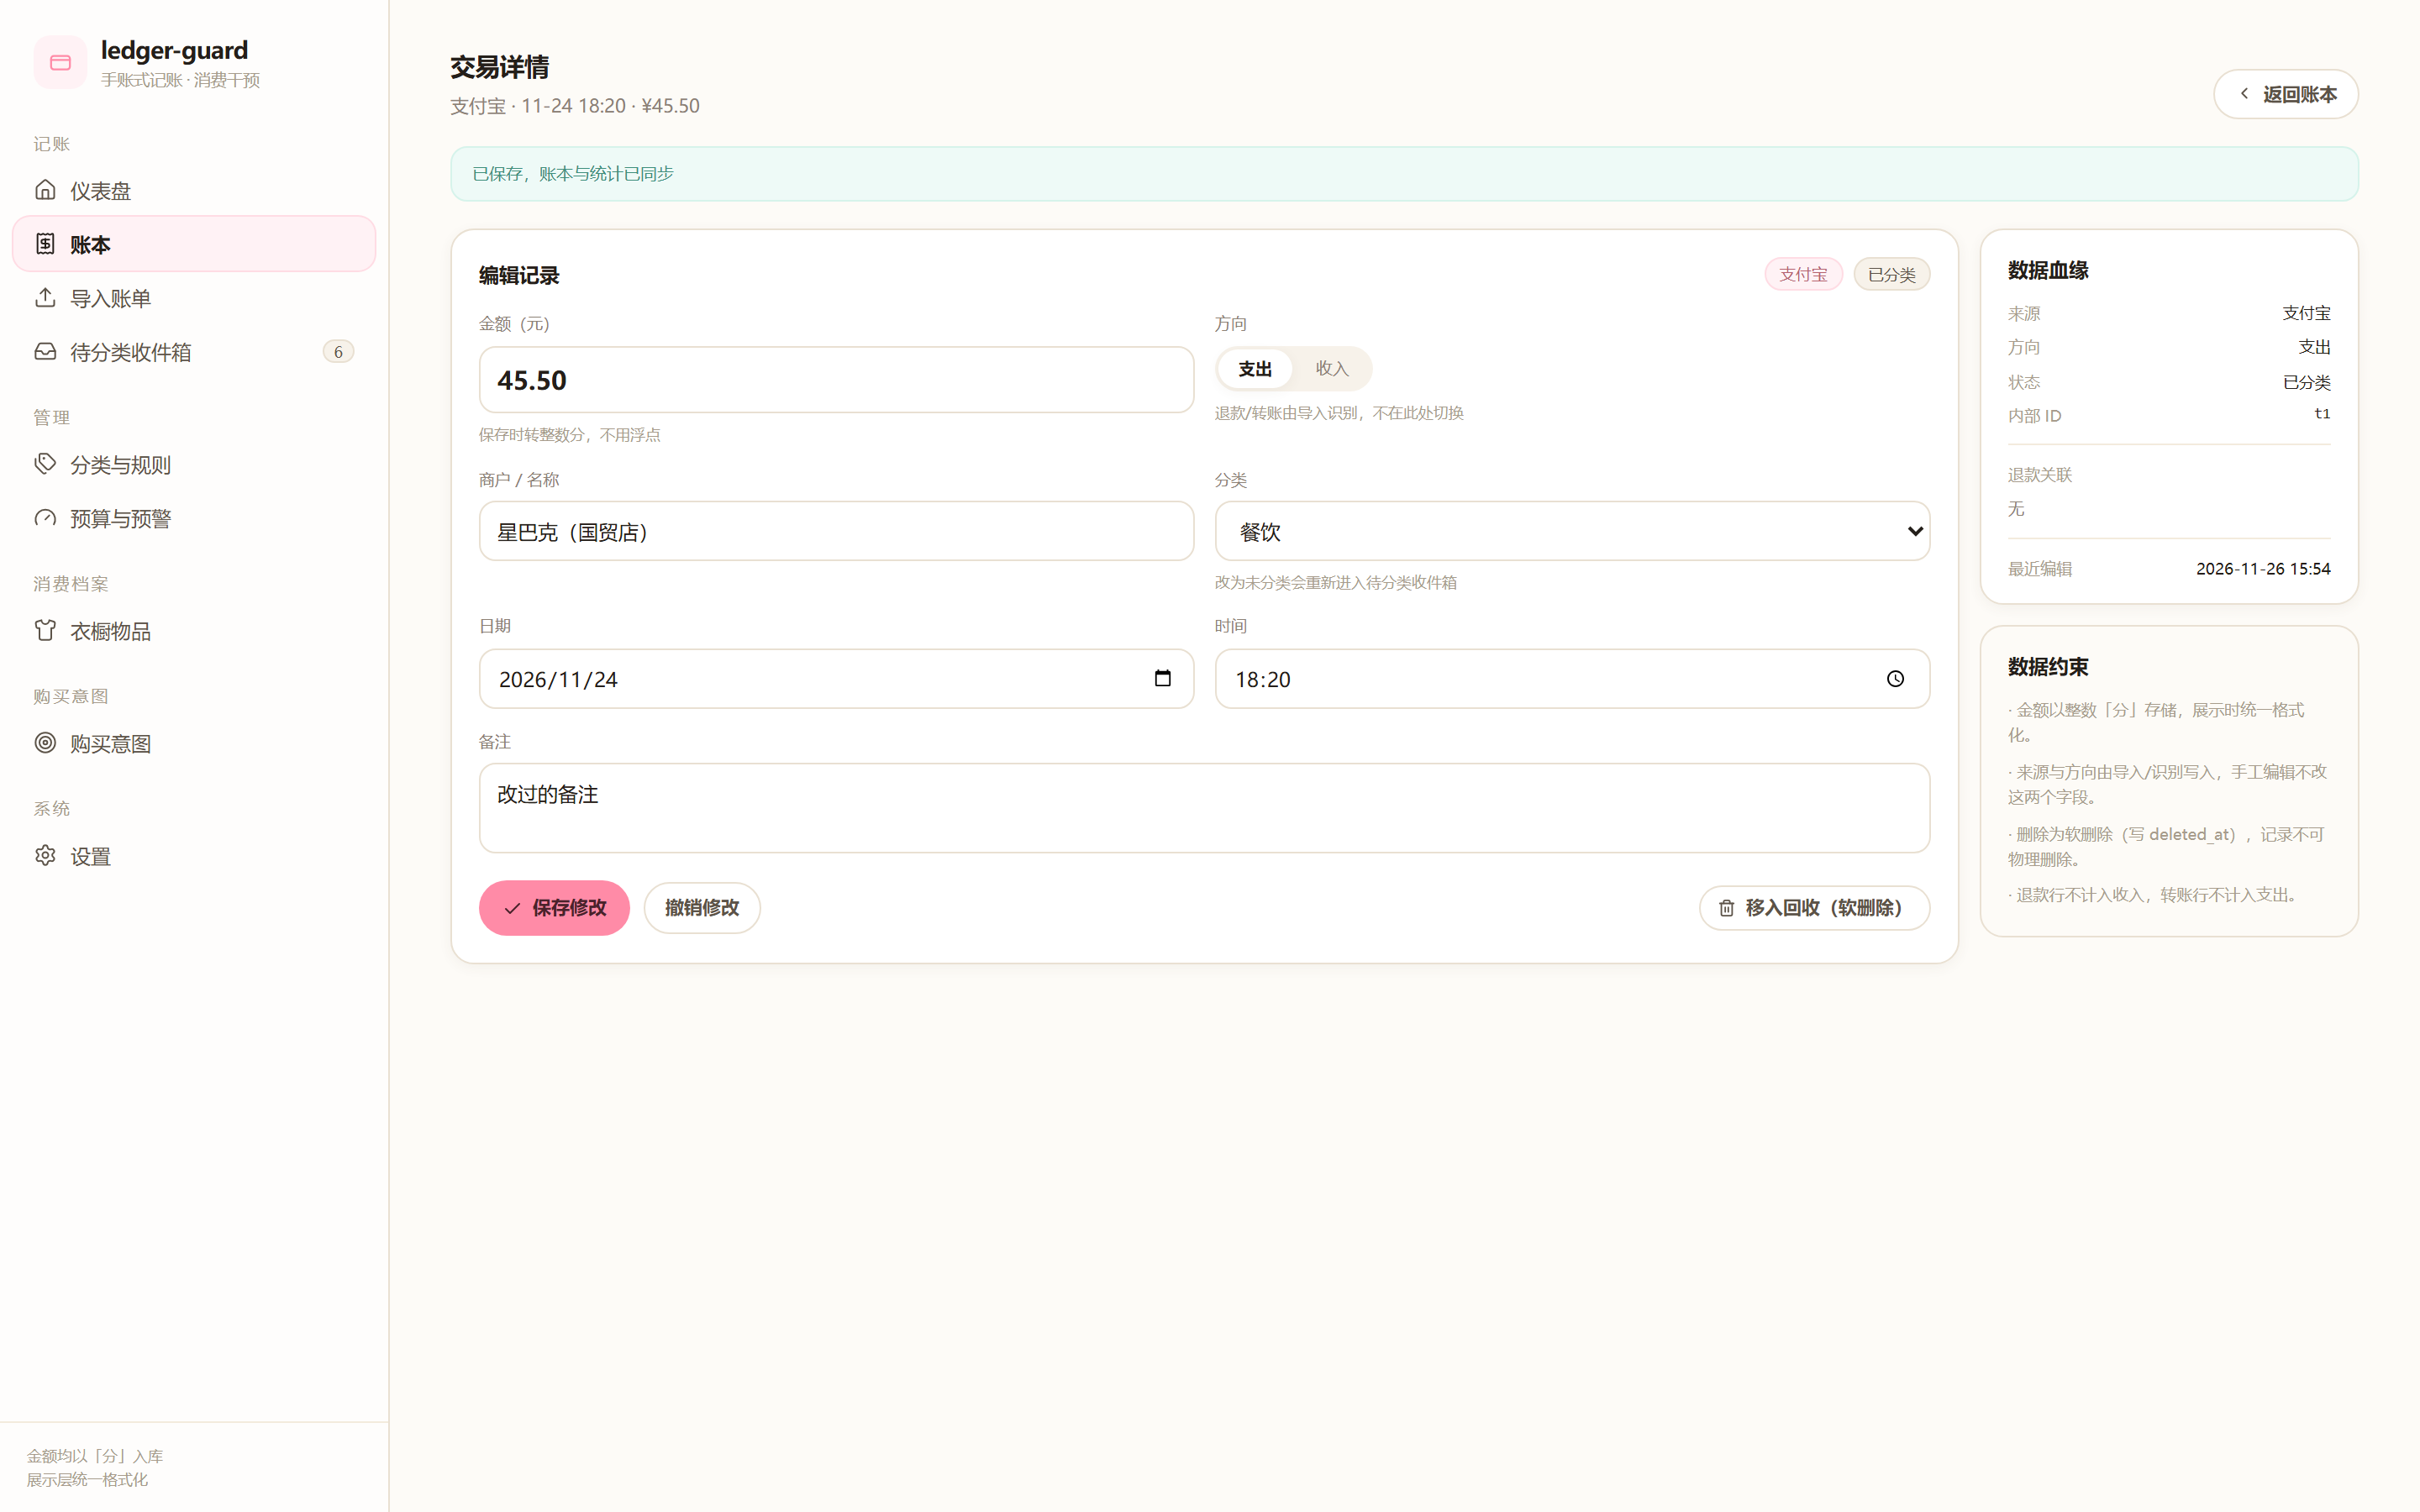 ledger-guard
手账式记账 · 消费干预
记账
仪表盘
账本
导入账单
待分类收件箱
6
管理
分类与规则
预算与预警
消费档案
衣橱物品
购买意图
购买意图
系统
设置
金额均以「分」入库
展示层统一格式化
交易详情
支付宝 · 11-24 18:20 · ¥45.50
返回账本
已保存，账本与统计已同步
编辑记录
支付宝
已分类
金额（元）
45.50
保存时转整数分，不用浮点
方向
支出
收入
退款/转账由导入识别，不在此处切换
商户 / 名称
星巴克（国贸店）
分类
餐饮
改为未分类会重新进入待分类收件箱
日期
2026/11/24
时间
18:20
备注
改过的备注
保存修改
撤销修改
移入回收（软删除）
数据血缘
来源 支付宝
方向 支出
状态 已分类
内部 ID t1
退款关联
无
最近编辑 2026-11-26 15:54
数据约束
· 金额以整数「分」存储，展示时统一格式
化。
· 来源与方向由导入/识别写入，手工编辑不改
这两个字段。
· 删除为软删除（写 deleted_at），记录不可
物理删除。
· 退款行不计入收入，转账行不计入支出。